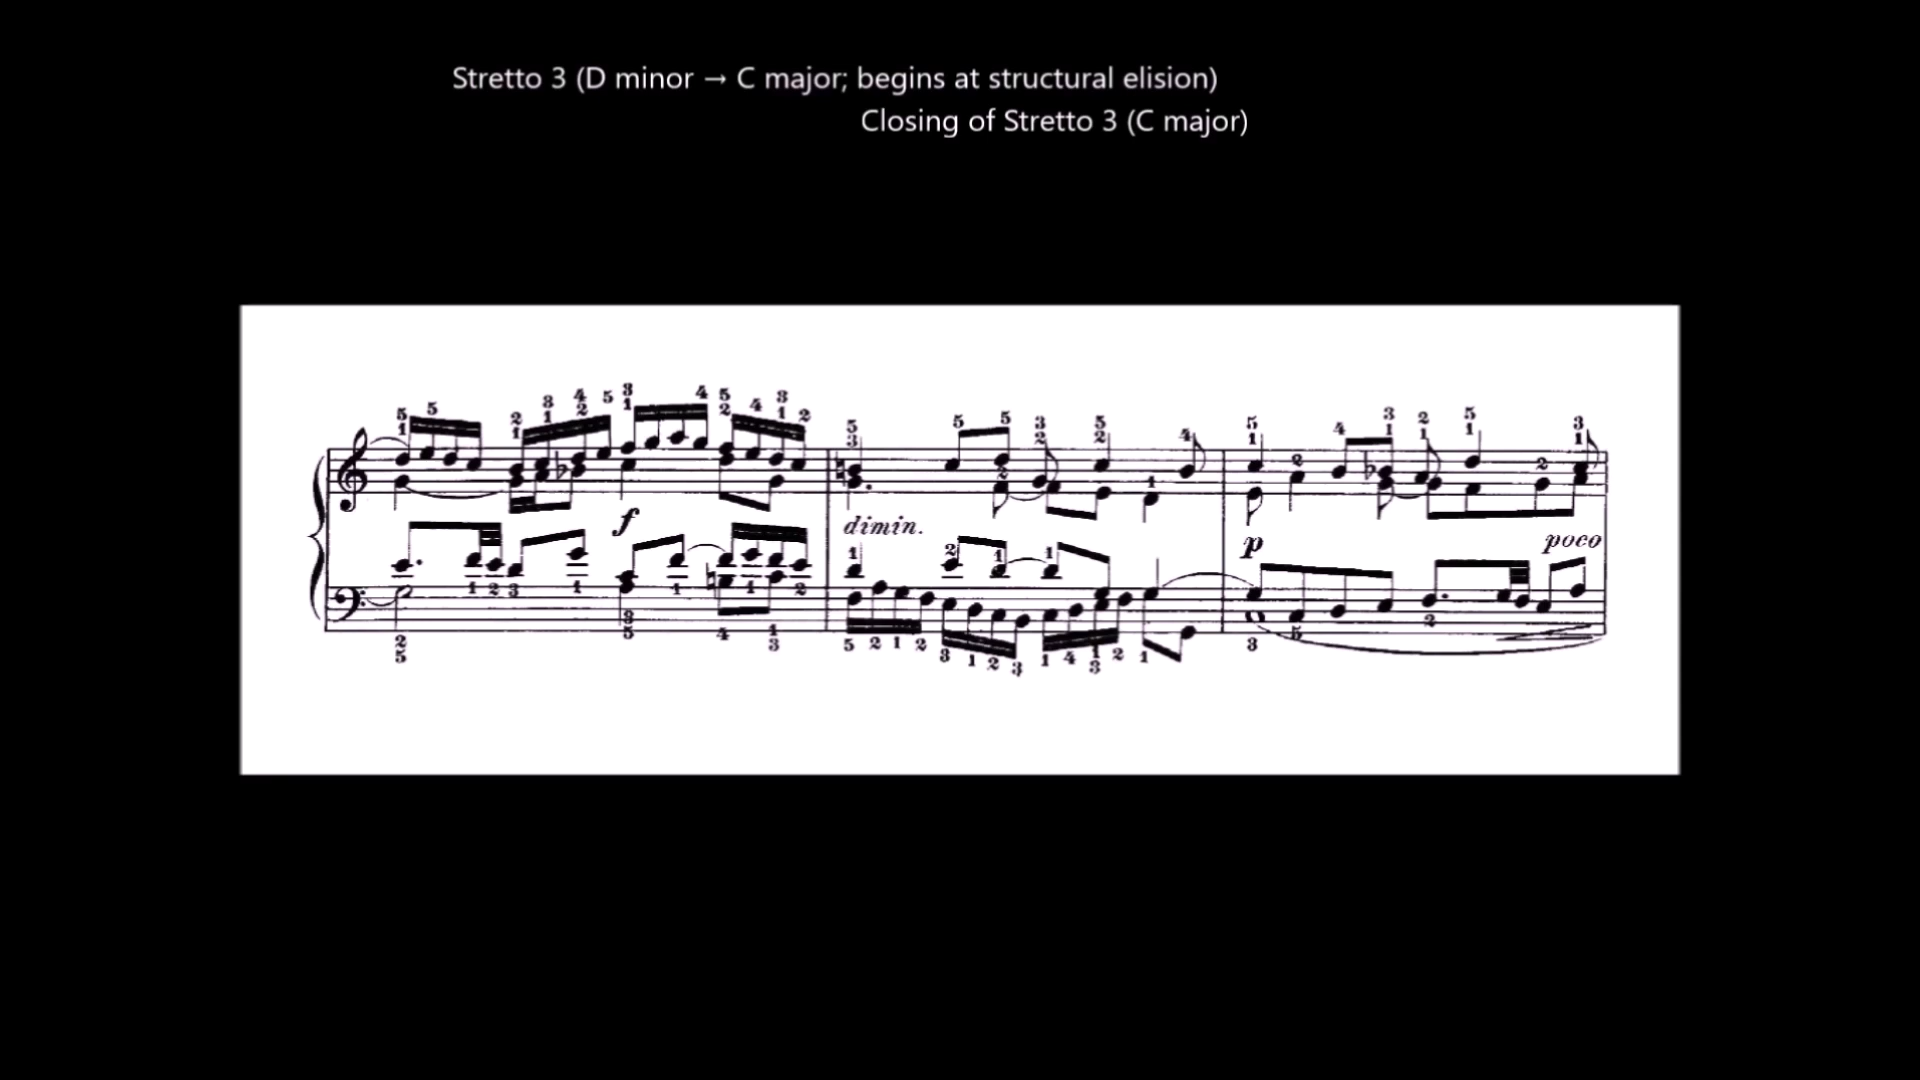 Stretto 3 (D minor → C major; begins at structural elision)
Closing of Stretto 3 (C major)
f
dimin.
p
poco